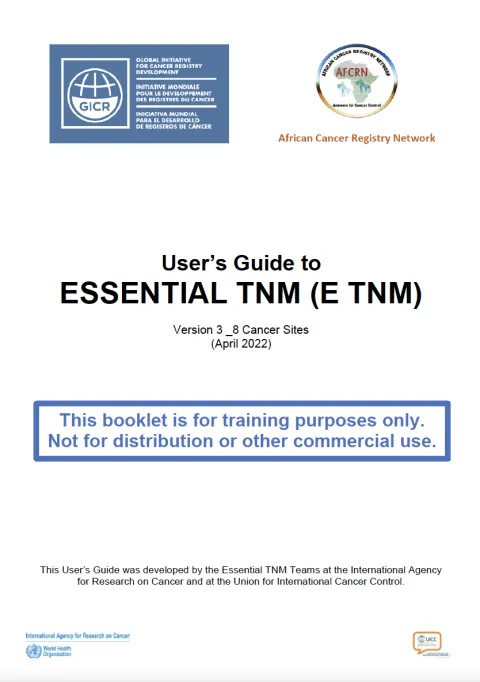 GLOBAL INITIATIVE
FOR CANCER REGISTRY
DEVELOPMENT
INITIATIVE MONDIALE
POUR LE DEVELOPPEMENT
DES REGISTRES DU CANCER
INICIATIVA MUNDIAL
PARA EL DESARROLLO
DE REGISTROS DE CÁNCER
GICR
AFRICAN CANCER REGISTRY NETWORK
AFCRN
Answers for Cancer Control
African Cancer Registry Network
User's Guide to
ESSENTIAL TNM (E TNM)
Version 3 _8 Cancer Sites
(April 2022)
This booklet is for training purposes only.
Not for distribution or other commercial use.
This User's Guide was developed by the Essential TNM Teams at the International Agency
for Research on Cancer and at the Union for International Cancer Control.
International Agency for Research on Cancer
World Health
Organization
UICC